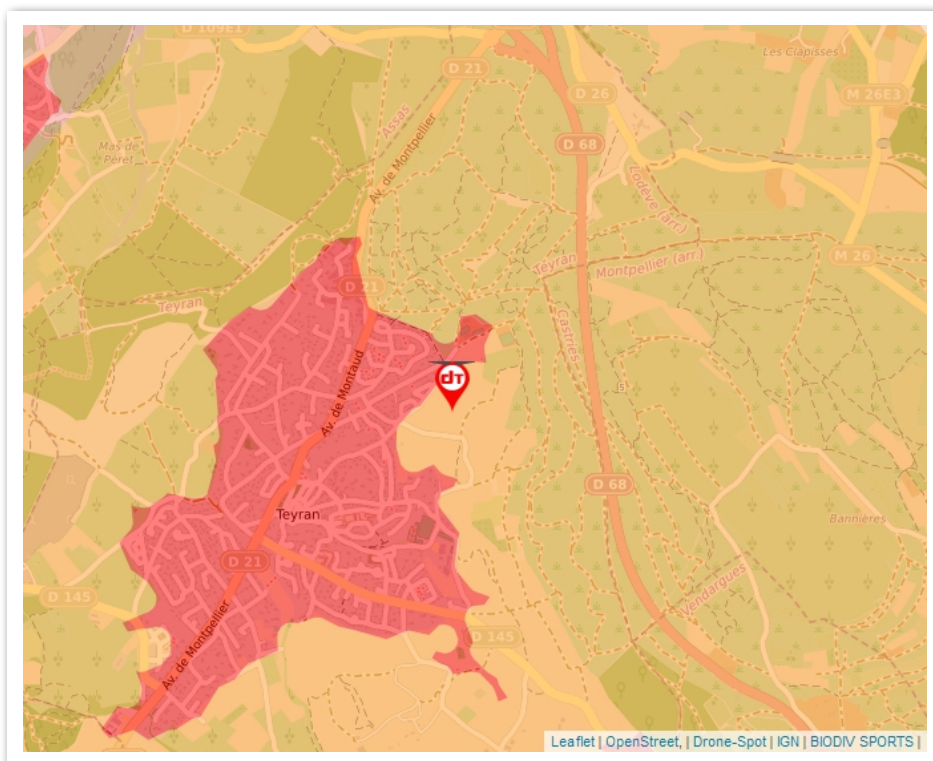 D 109E1
Les Clapisses
D 21
D 26
M 26E3
Assas
Av. de Montpellier
D 68
Mas de
Péret
Lodève (arr.)
Teyran
Montpellier (arr.)
M 26
D 21
Teyran
Castries
Av. de Montaud
dT
D 68
Teyran
Bannières
D 21
Vendargues
D 145
D 145
Av. de Montpellier
Leaflet | OpenStreet, | Drone-Spot | IGN | BIODIV SPORTS |